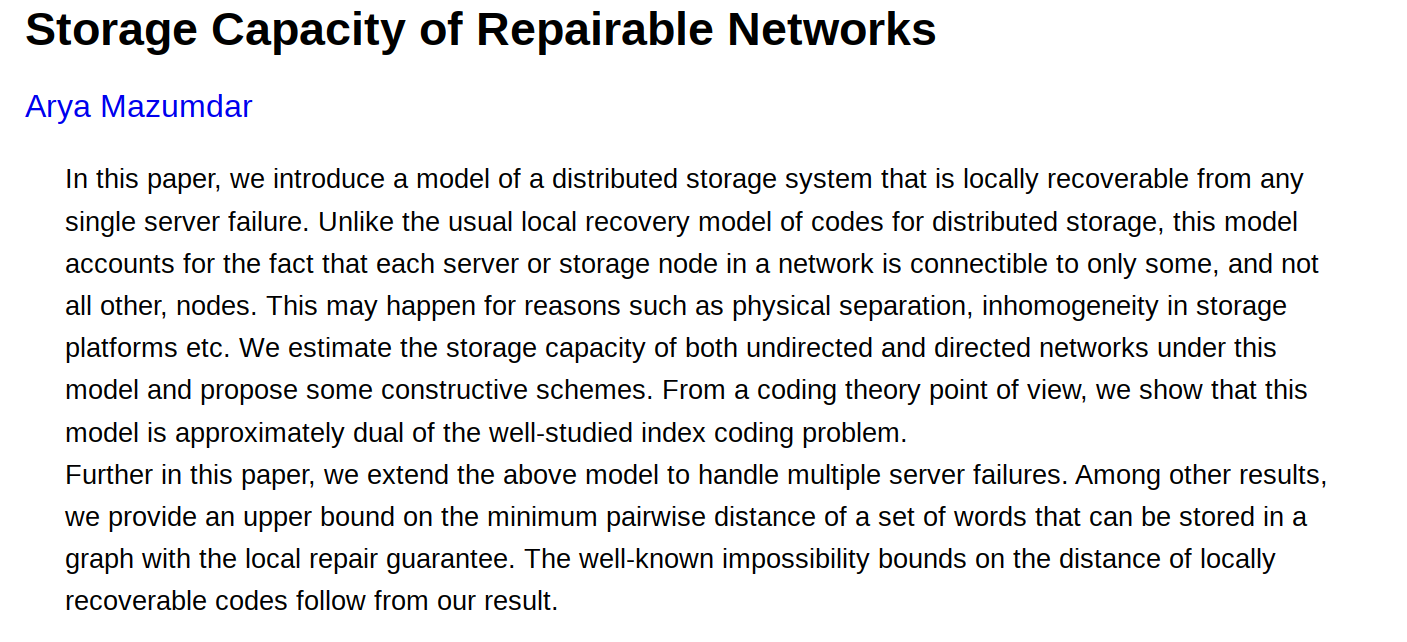 Storage Capacity of Repairable Networks
Arya Mazumdar
In this paper, we introduce a model of a distributed storage system that is locally recoverable from any
single server failure. Unlike the usual local recovery model of codes for distributed storage, this model
accounts for the fact that each server or storage node in a network is connectible to only some, and not
all other, nodes. This may happen for reasons such as physical separation, inhomogeneity in storage
platforms etc. We estimate the storage capacity of both undirected and directed networks under this
model and propose some constructive schemes. From a coding theory point of view, we show that this
model is approximately dual of the well-studied index coding problem.
Further in this paper, we extend the above model to handle multiple server failures. Among other results,
we provide an upper bound on the minimum pairwise distance of a set of words that can be stored in a
graph with the local repair guarantee. The well-known impossibility bounds on the distance of locally
recoverable codes follow from our result.